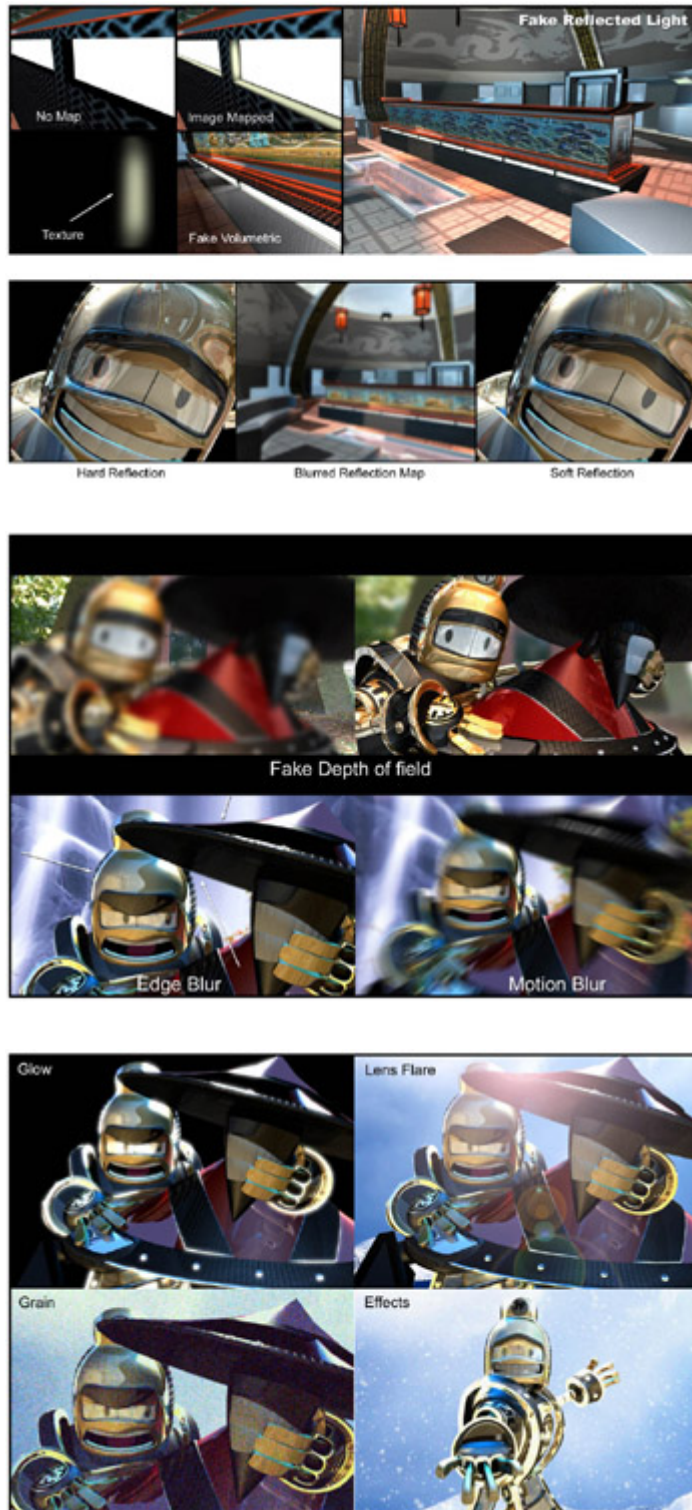 Fake Reflected Light
No Map
Image Mapped
Texture
Fake Volumetric
Hard Reflection
Blurred Reflection Map
Soft Reflection
Fake Depth of field
Edge Blur
Motion Blur
Glow
Lens Flare
Grain
Effects